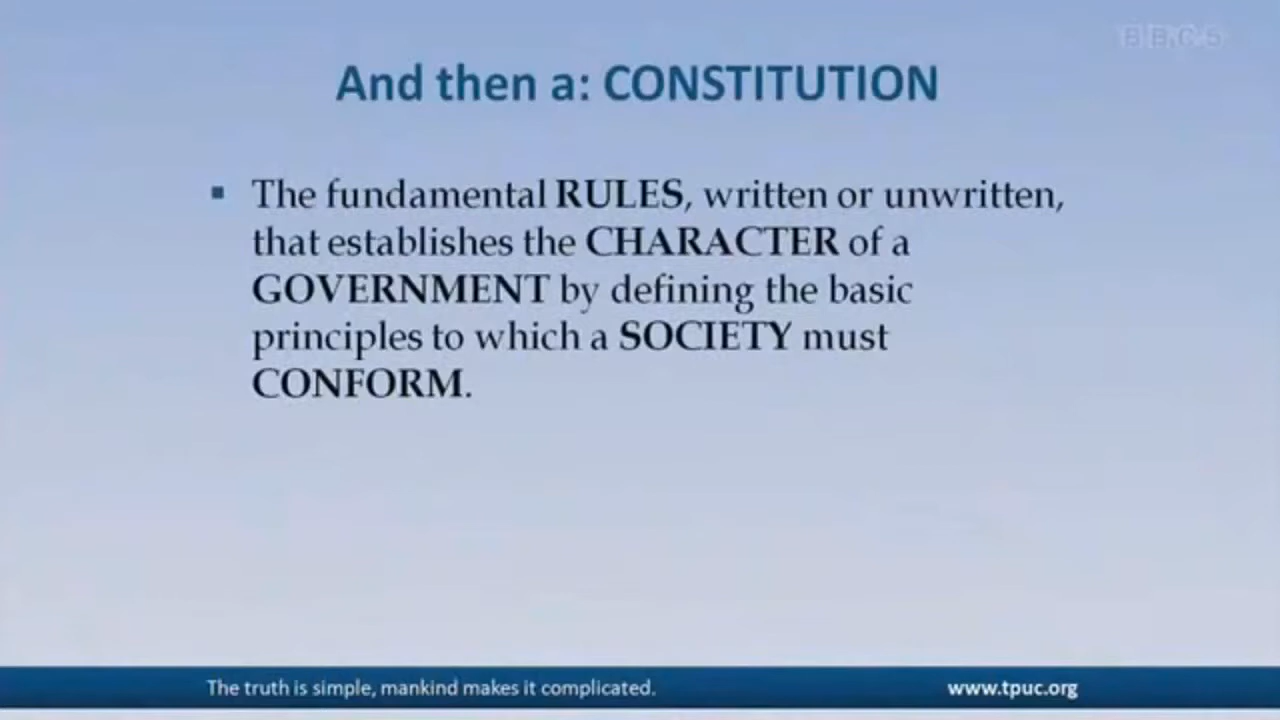 BBC5
And then a: CONSTITUTION
▪ The fundamental RULES, written or unwritten,
that establishes the CHARACTER of a
GOVERNMENT by defining the basic
principles to which a SOCIETY must
CONFORM.
The truth is simple, mankind makes it complicated.
www.tpuc.org